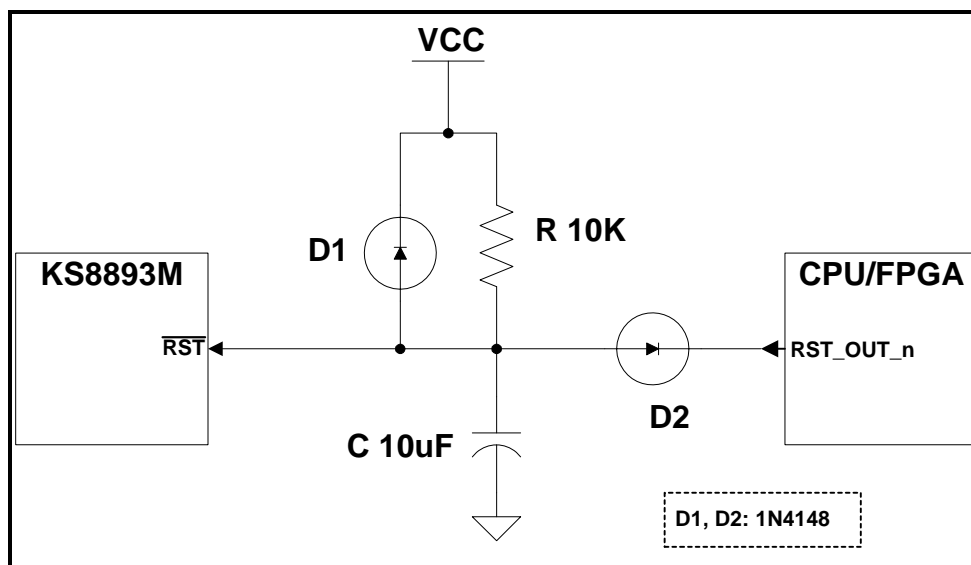 VCC
D1
R 10K
KS8893M
CPU/FPGA
RST
RST_OUT_n
D2
C 10uF
D1, D2: 1N4148